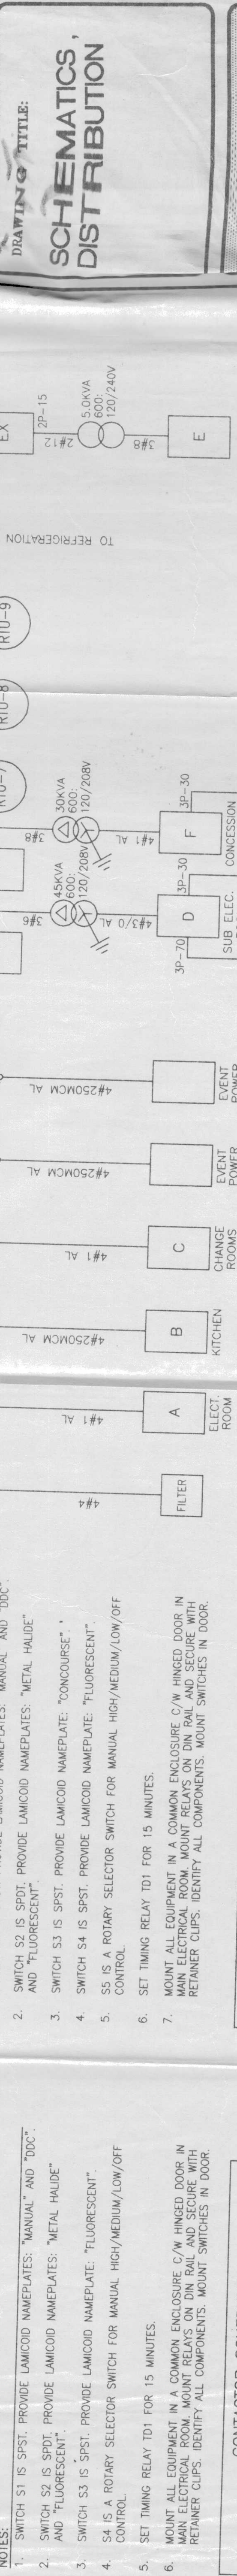 NOTES:
1. SWITCH S1 IS SPST. PROVIDE LAMICOID NAMEPLATES: "MANUAL" AND "DDC".
2. SWITCH S2 IS SPDT. PROVIDE LAMICOID NAMEPLATES: "METAL HALIDE"
AND "FLUORESCENT".
3. SWITCH S3 IS SPST. PROVIDE LAMICOID NAMEPLATE: "FLUORESCENT".
4. S4 IS A ROTARY SELECTOR SWITCH FOR MANUAL HIGH/MEDIUM/LOW/OFF
CONTROL.
5. SET TIMING RELAY TD1 FOR 15 MINUTES.
6. MOUNT ALL EQUIPMENT IN A COMMON ENCLOSURE C/W HINGED DOOR IN
MAIN ELECTRICAL ROOM. MOUNT RELAYS ON DIN RAIL AND SECURE WITH
RETAINER CLIPS. IDENTIFY ALL COMPONENTS. MOUNT SWITCHES IN DOOR.
NAMEPLATES: "MANUAL" AND "DDC".
2. SWITCH S2 IS SPDT. PROVIDE LAMICOID NAMEPLATES: "METAL HALIDE"
AND "FLUORESCENT".
3. SWITCH S3 IS SPST. PROVIDE LAMICOID NAMEPLATE: "CONCOURSE".
4. SWITCH S4 IS SPST. PROVIDE LAMICOID NAMEPLATE: "FLUORESCENT".
5. S5 IS A ROTARY SELECTOR SWITCH FOR MANUAL HIGH/MEDIUM/LOW/OFF
CONTROL.
6. SET TIMING RELAY TD1 FOR 15 MINUTES.
7. MOUNT ALL EQUIPMENT IN A COMMON ENCLOSURE C/W HINGED DOOR IN
MAIN ELECTRICAL ROOM. MOUNT RELAYS ON DIN RAIL AND SECURE WITH
RETAINER CLIPS. IDENTIFY ALL COMPONENTS. MOUNT SWITCHES IN DOOR.
4#4
FILTER
4#1 AL
A
ELECT.
ROOM
4#250MCM AL
B
KITCHEN
4#1 AL
C
CHANGE
ROOMS
4#250MCM AL
EVENT
POWER
4#250MCM AL
EVENT
POWER
3#6
45KVA
600:
120/208V
4#3/0 AL
D
3P-70
3P-30
SUB ELEC.
3#8
30KVA
600:
120/208V
4#1 AL
F
3P-30
CONCESSION
RTU-7
RTU-8
RTU-9
TO REFRIGERATION
EX
2P-15
2#12
5.0KVA
600:
120/240V
3#8
E
DRAWING TITLE:
SCHEMATICS,
DISTRIBUTION